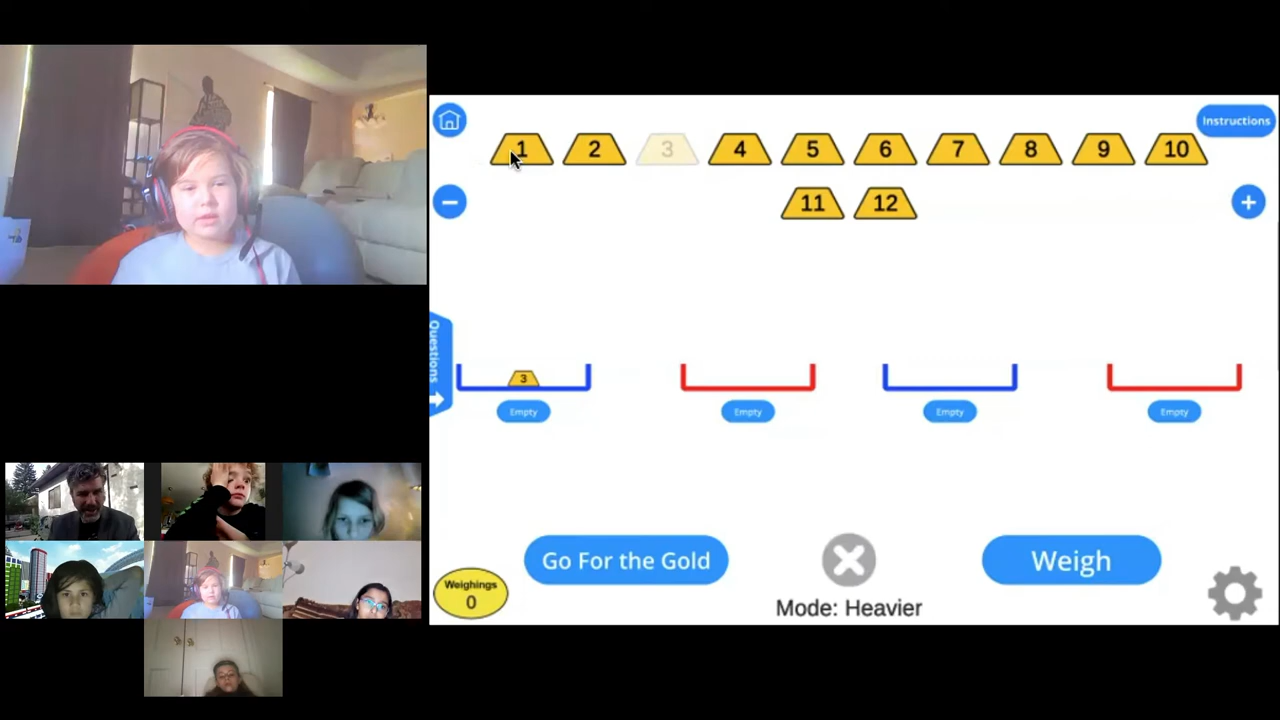 Instructions
1 2 3 4 5 6 7 8 9 10
11 12
Questions
3
Empty Empty Empty Empty
Go For the Gold
Weigh
Weighings
0
Mode: Heavier